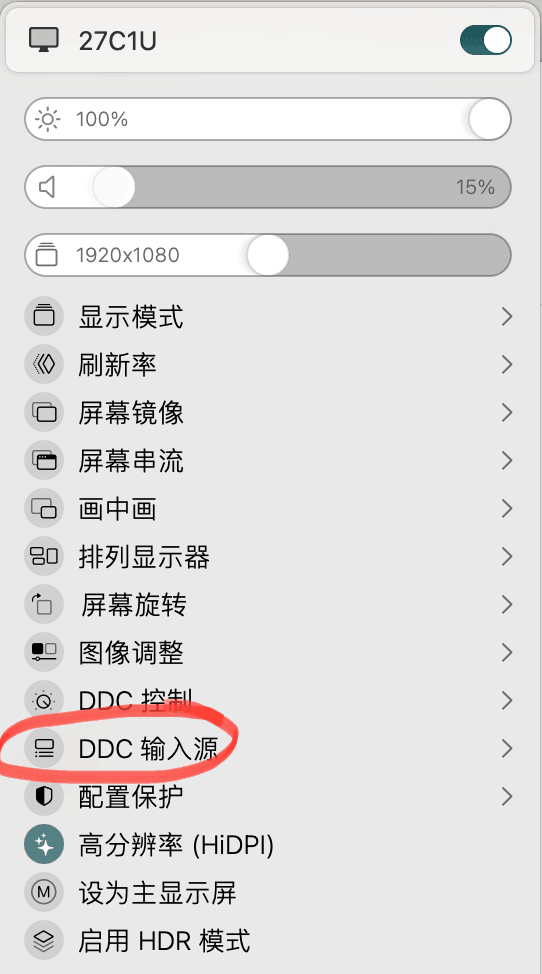 27C1U
100%
15%
1920x1080
显示模式
刷新率
屏幕镜像
屏幕串流
画中画
排列显示器
屏幕旋转
图像调整
DDC 控制
DDC 输入源
配置保护
高分辨率 (HiDPI)
M 设为主显示屏
启用 HDR 模式